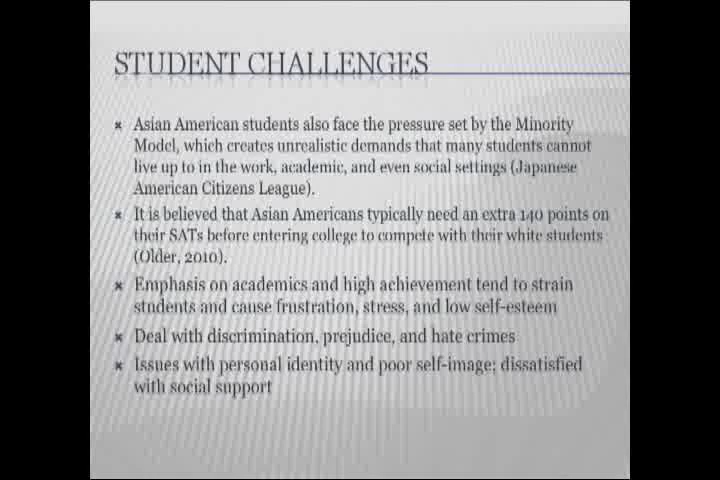 STUDENT CHALLENGES
Asian American students also face the pressure set by the Minority
Model, which creates unrealistic demands that many students cannot
live up to in the work, academic, and even social settings (Japanese
American Citizens League).
It is believed that Asian Americans typically need an extra 140 points on
their SATs before entering college to compete with their white students
(Older, 2010).
Emphasis on academics and high achievement tend to strain
students and cause frustration, stress, and low self-esteem
Deal with discrimination, prejudice, and hate crimes
Issues with personal identity and poor self-image; dissatisfied
with social support